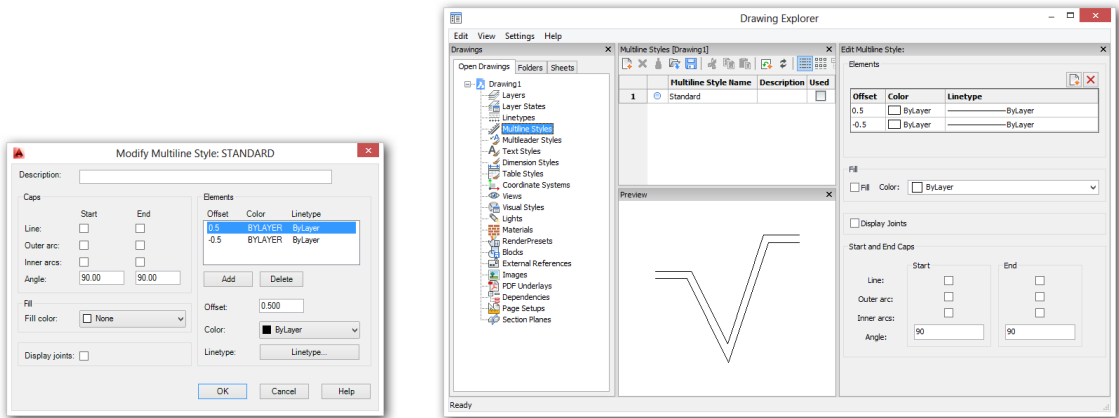 Modify Multiline Style: STANDARD
Description:
Caps
Start End
Line:
Outer arc:
Inner arcs:
Angle: 90.00 90.00
Fill
Fill color: None
Display joints:
Elements
Offset Color Linetype
0.5 BYLAYER ByLayer
-0.5 BYLAYER ByLayer
Add Delete
Offset: 0.500
Color: ByLayer
Linetype: Linetype...
OK Cancel Help
Drawing Explorer
Edit View Settings Help
Drawings
Open Drawings Folders Sheets
Drawing1
Layers
Layer States
Linetypes
Multiline Styles
Multileader Styles
Text Styles
Dimension Styles
Table Styles
Coordinate Systems
Views
Visual Styles
Lights
Materials
RenderPresets
Blocks
External References
Images
PDF Underlays
Dependencies
Page Setups
Section Planes
Multiline Styles [Drawing1]
Multiline Style Name Description Used
1 Standard
Preview
Edit Multiline Style:
Elements
Offset Color Linetype
0.5 ByLayer ByLayer
-0.5 ByLayer ByLayer
Fill
Fill Color: ByLayer
Display Joints
Start and End Caps
Start End
Line:
Outer arc:
Inner arcs:
Angle: 90 90
Ready